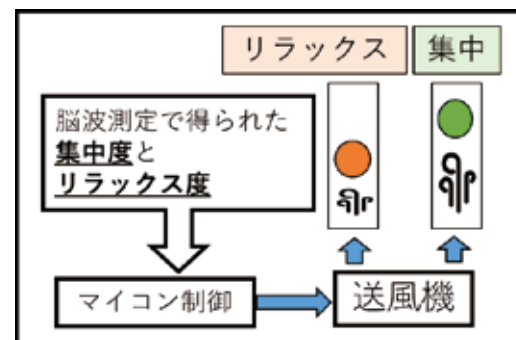 リラックス
集中
脳波測定で得られた
集中度と
リラックス度
マイコン制御
送風機